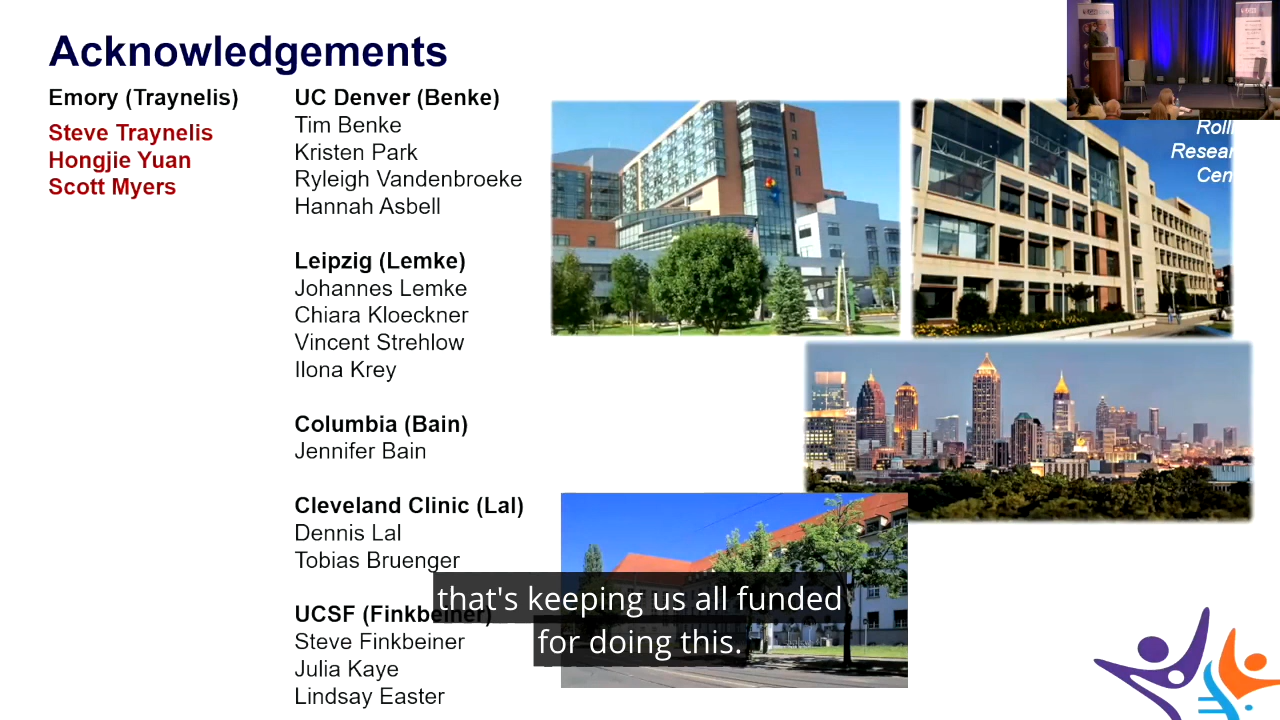 Acknowledgements
Emory (Traynelis)
Steve Traynelis
Hongjie Yuan
Scott Myers
UC Denver (Benke)
Tim Benke
Kristen Park
Ryleigh Vandenbroeke
Hannah Asbell
Leipzig (Lemke)
Johannes Lemke
Chiara Kloeckner
Vincent Strehlow
Ilona Krey
Columbia (Bain)
Jennifer Bain
Cleveland Clinic (Lal)
Dennis Lal
Tobias Bruenger
UCSF (Finkbeiner)
Steve Finkbeiner
Julia Kaye
Lindsay Easter
that's keeping us all funded
for doing this.